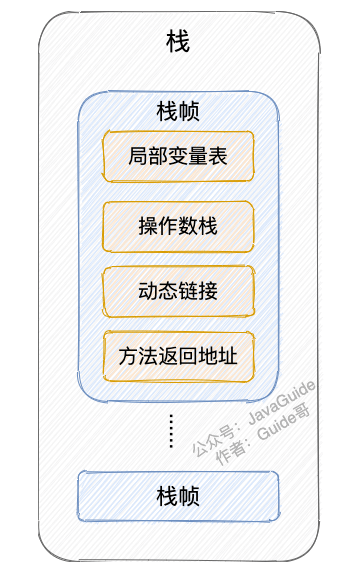 栈
栈帧
局部变量表
操作数栈
动态链接
方法返回地址
······
公众号：JavaGuide
作者：Guide哥
栈帧